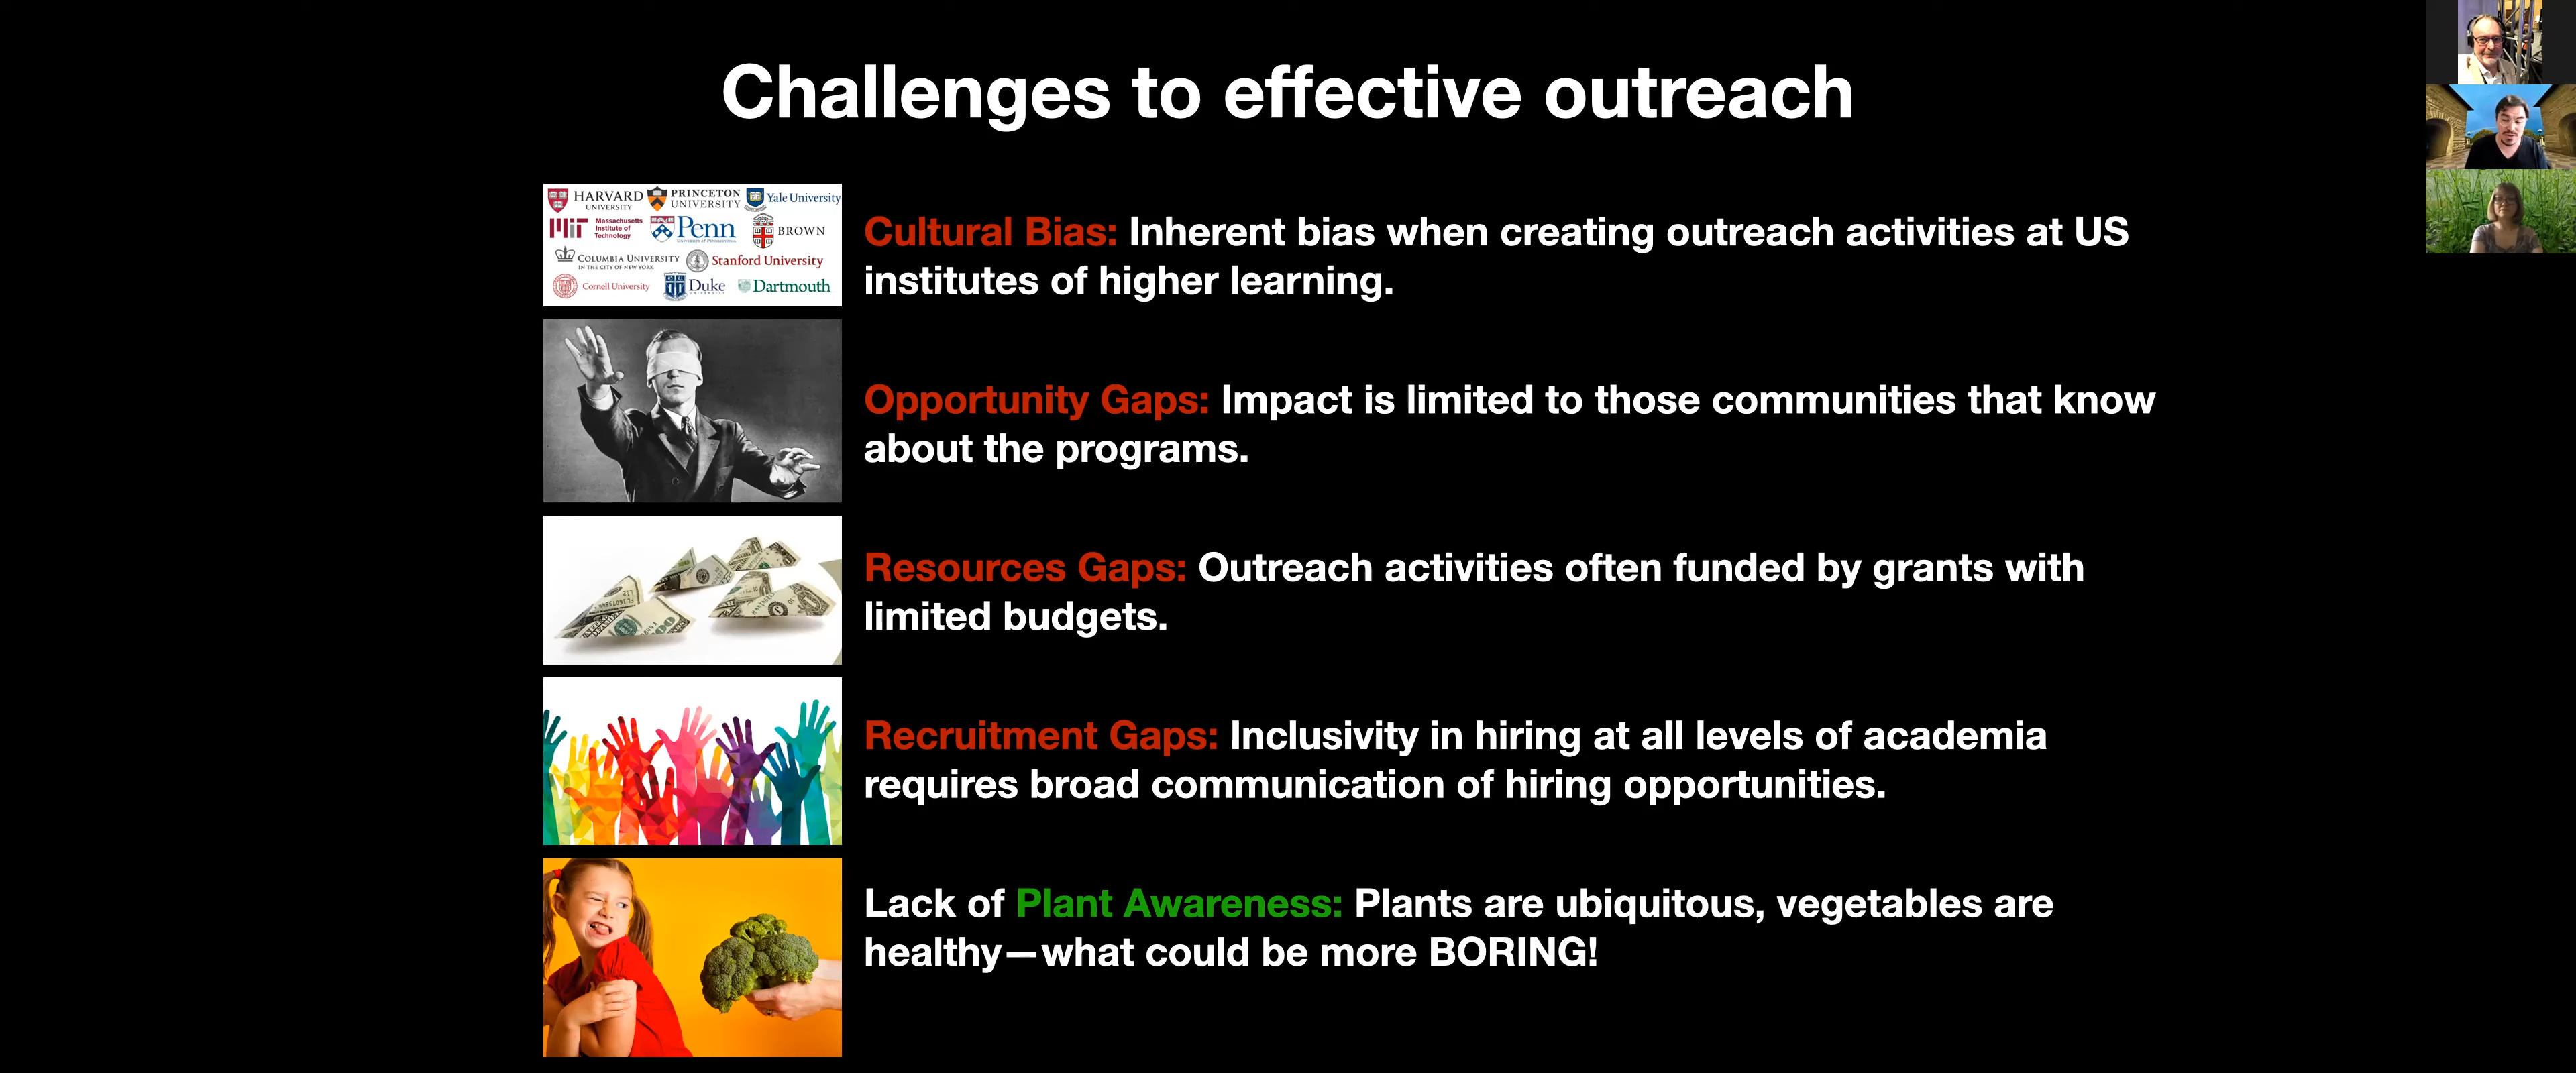 Challenges to effective outreach
HARVARD
UNIVERSITY
PRINCETON
UNIVERSITY
Yale University
Massachusetts
Institute of
Technology
Penn
University of Pennsylvania
BROWN
COLUMBIA UNIVERSITY
IN THE CITY OF NEW YORK
Stanford University
Cornell University
Duke
UNIVERSITY
Dartmouth
Cultural Bias: Inherent bias when creating outreach activities at US
institutes of higher learning.
Opportunity Gaps: Impact is limited to those communities that know
about the programs.
Resources Gaps: Outreach activities often funded by grants with
limited budgets.
Recruitment Gaps: Inclusivity in hiring at all levels of academia
requires broad communication of hiring opportunities.
Lack of Plant Awareness: Plants are ubiquitous, vegetables are
healthy—what could be more BORING!